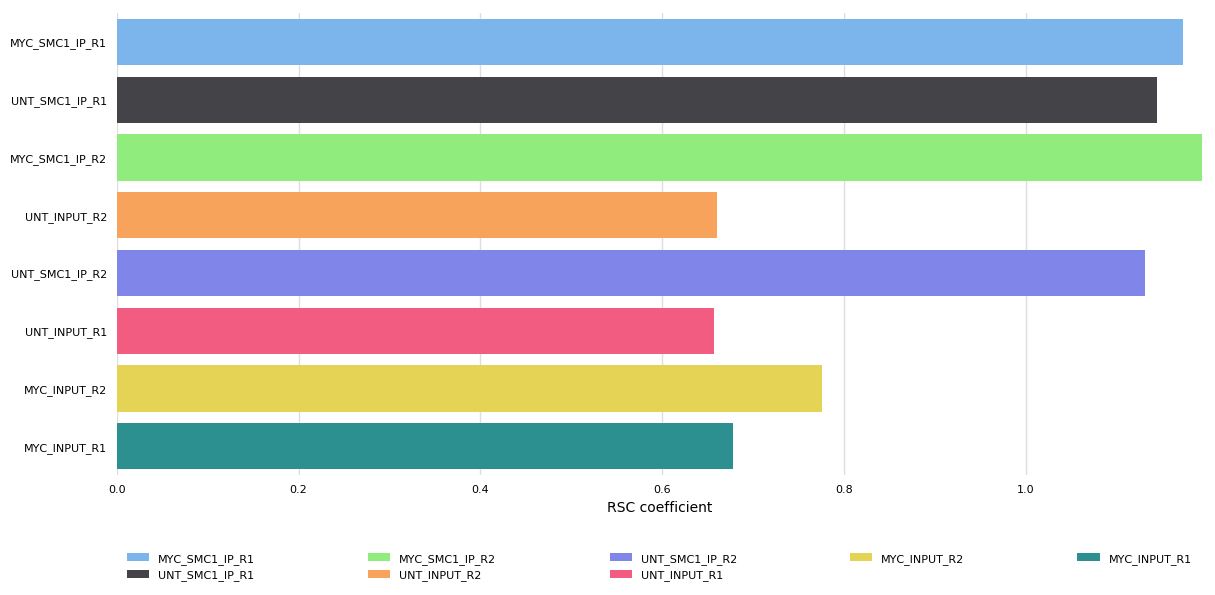 MYC_SMC1_IP_R1
UNT_SMC1_IP_R1
MYC_SMC1_IP_R2
UNT_INPUT_R2
UNT_SMC1_IP_R2
UNT_INPUT_R1
MYC_INPUT_R2
MYC_INPUT_R1
0.0 0.2 0.4 0.6 0.8 1.0
RSC coefficient
MYC_SMC1_IP_R1 MYC_SMC1_IP_R2 UNT_SMC1_IP_R2 MYC_INPUT_R2 MYC_INPUT_R1
UNT_SMC1_IP_R1 UNT_INPUT_R2 UNT_INPUT_R1